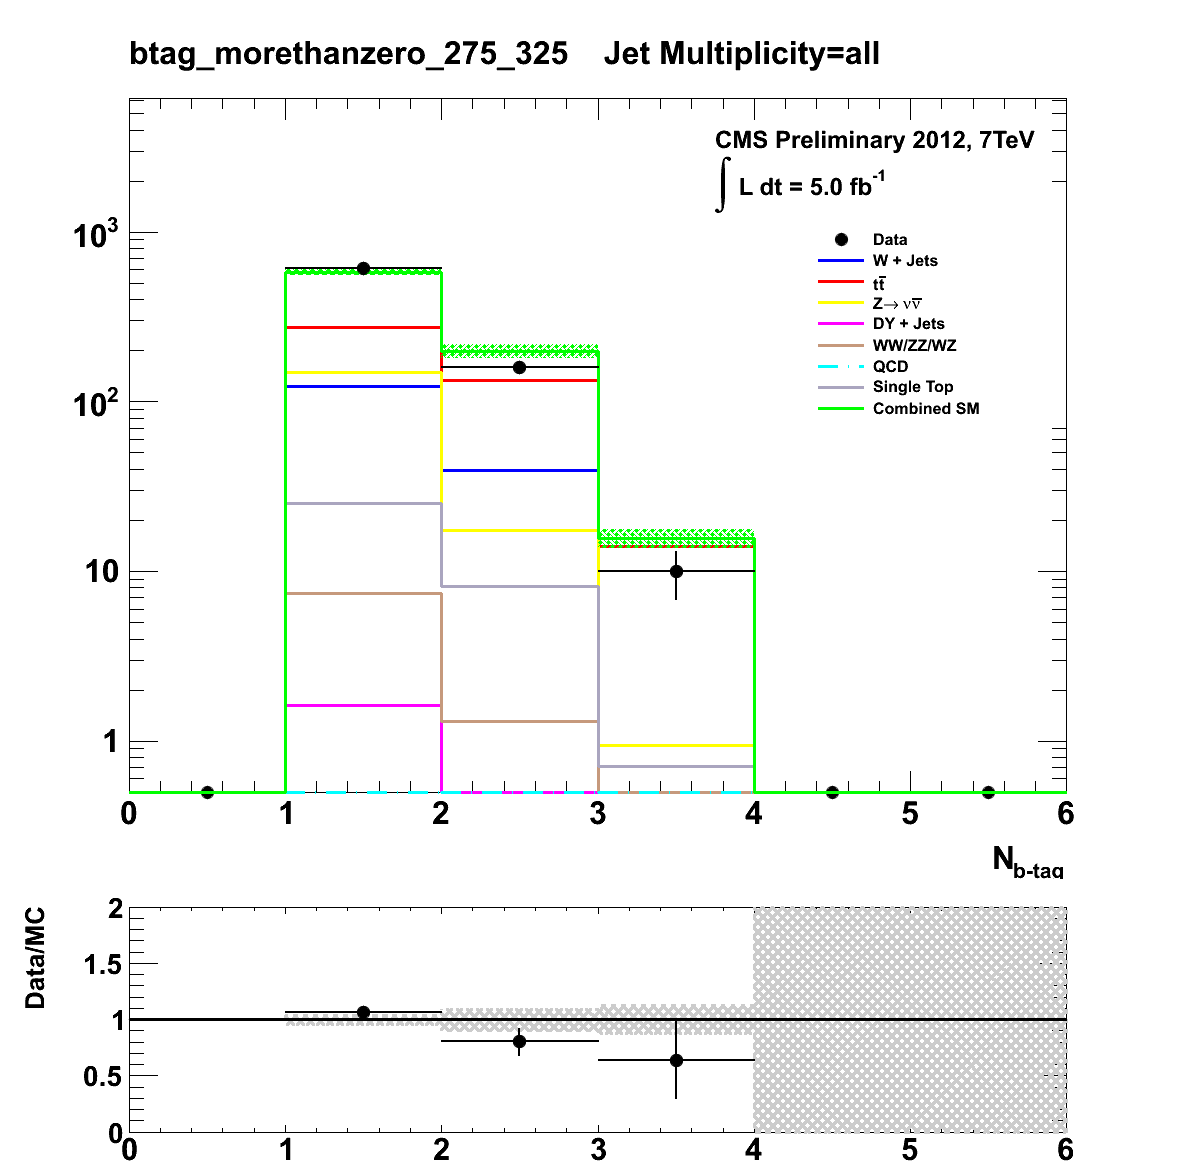 btag_morethanzero_275_325 Jet Multiplicity=all
CMS Preliminary 2012, 7TeV
∫ L dt = 5.0 fb⁻¹
Data
W + Jets
tt̅
Z→ νν̅
DY + Jets
WW/ZZ/WZ
QCD
Single Top
Combined SM
10³
10²
10
1
0 1 2 3 4 5 6
N_b-tag
Data/MC
2
1.5
1
0.5
0
0 1 2 3 4 5 6